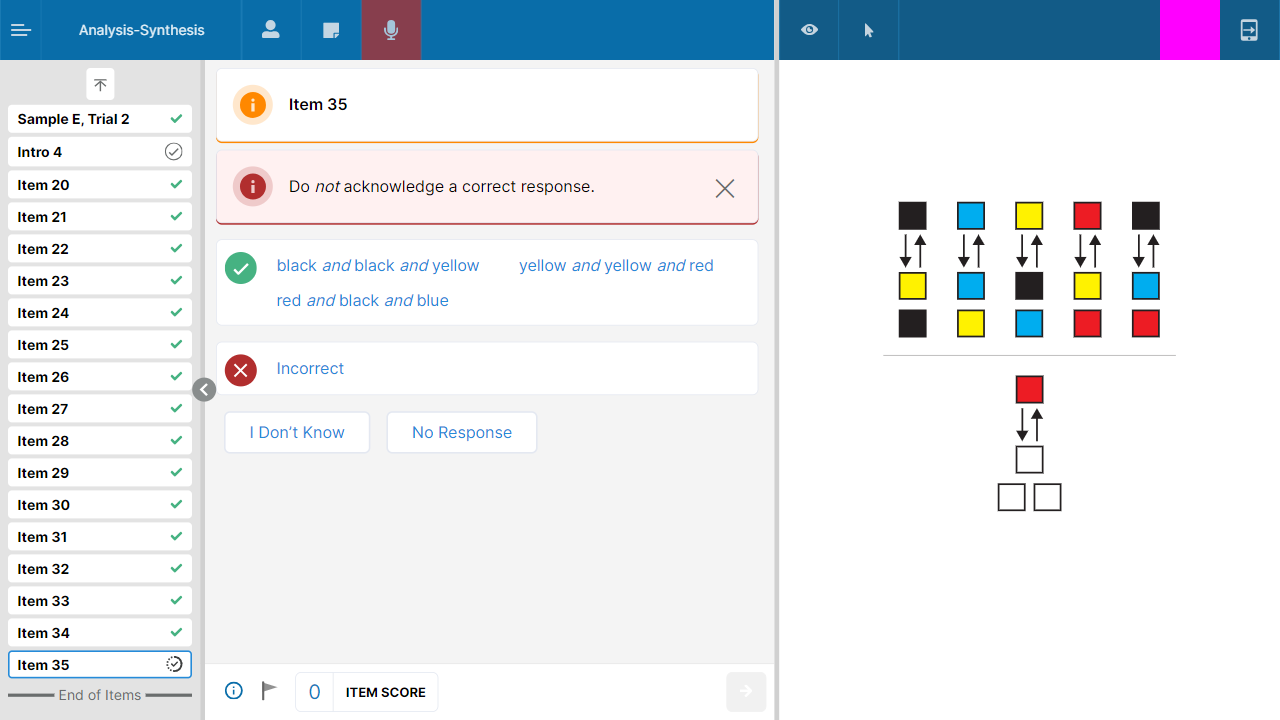 Analysis-Synthesis
Sample E, Trial 2
Intro 4
Item 20
Item 21
Item 22
Item 23
Item 24
Item 25
Item 26
Item 27
Item 28
Item 29
Item 30
Item 31
Item 32
Item 33
Item 34
Item 35
End of Items
Item 35
Do not acknowledge a correct response.
black and black and yellow yellow and yellow and red
red and black and blue
Incorrect
I Don't Know No Response
0 ITEM SCORE